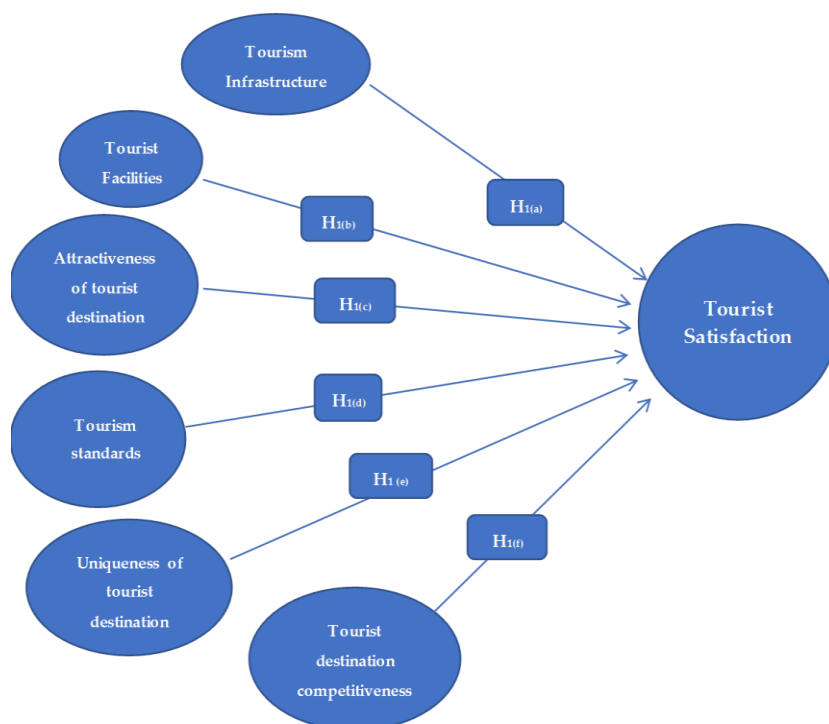 Tourism
Infrastructure
Tourist
Facilities
H1(a)
H1(b)
Attractiveness
of tourist
destination
H1(c)
Tourist
Satisfaction
H1(d)
Tourism
standards
H1 (e)
H1(f)
Uniqueness of
tourist
destination
Tourist
destination
competitiveness